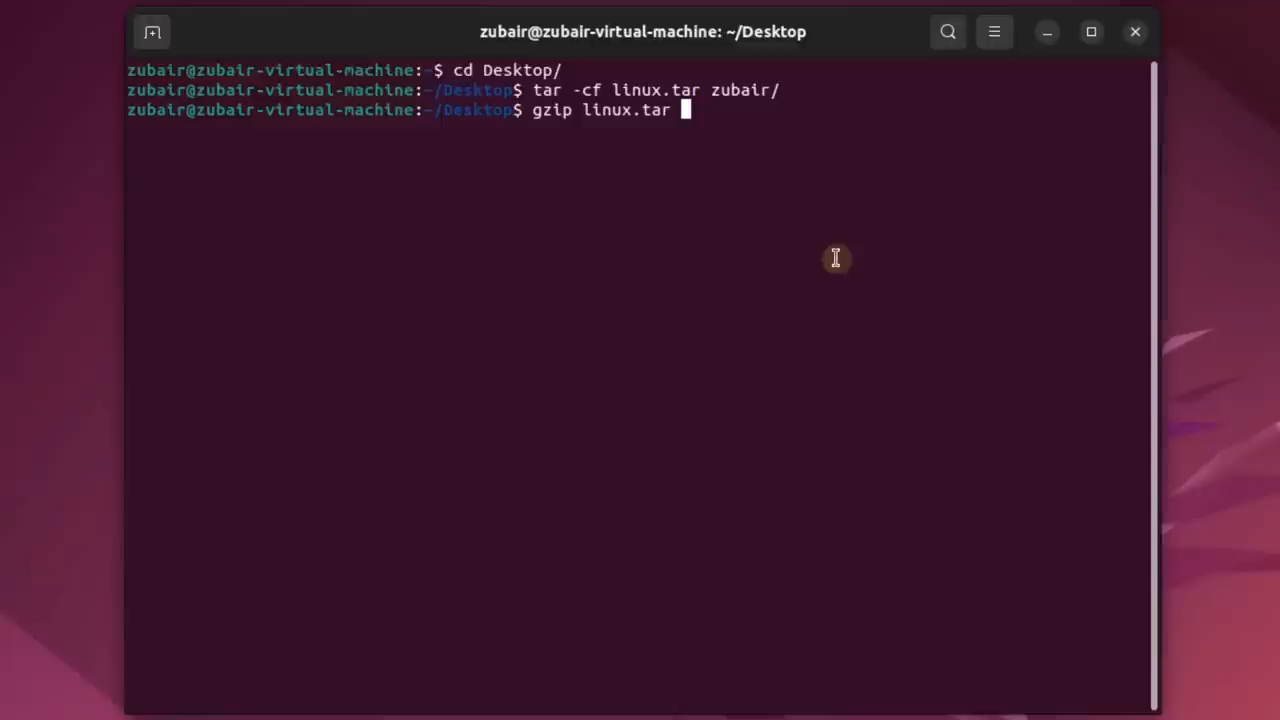 zubair@zubair-virtual-machine: ~/Desktop
zubair@zubair-virtual-machine:~$ cd Desktop/
zubair@zubair-virtual-machine:~/Desktop$ tar -cf linux.tar zubair/
zubair@zubair-virtual-machine:~/Desktop$ gzip linux.tar